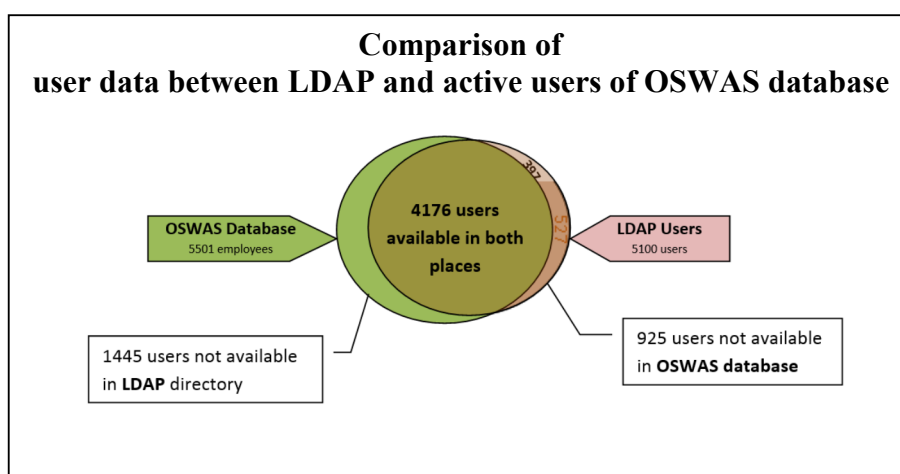 Comparison of
user data between LDAP and active users of OSWAS database
397
4176 users
available in both
places
527
OSWAS Database
5501 employees
LDAP Users
5100 users
1445 users not available
in LDAP directory
925 users not available
in OSWAS database